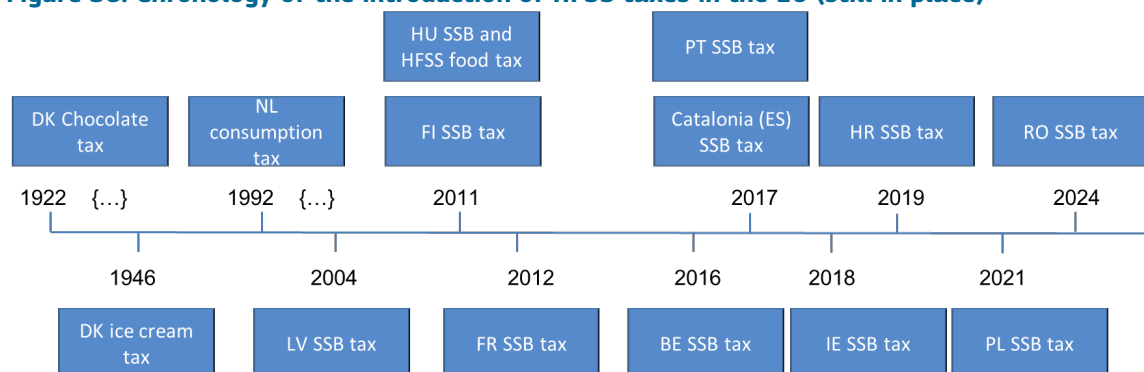 Figure 38: Chronology of the introduction of HFSS taxes in the EU (still in place)
HU SSB and
HFSS food tax
PT SSB tax
DK Chocolate
tax
NL
consumption
tax
FI SSB tax
Catalonia (ES)
SSB tax
HR SSB tax
RO SSB tax
1922 {...} 1992 {...} 2011 2017 2019 2024
1946 2004 2012 2016 2018 2021
DK ice cream
tax
LV SSB tax
FR SSB tax
BE SSB tax
IE SSB tax
PL SSB tax